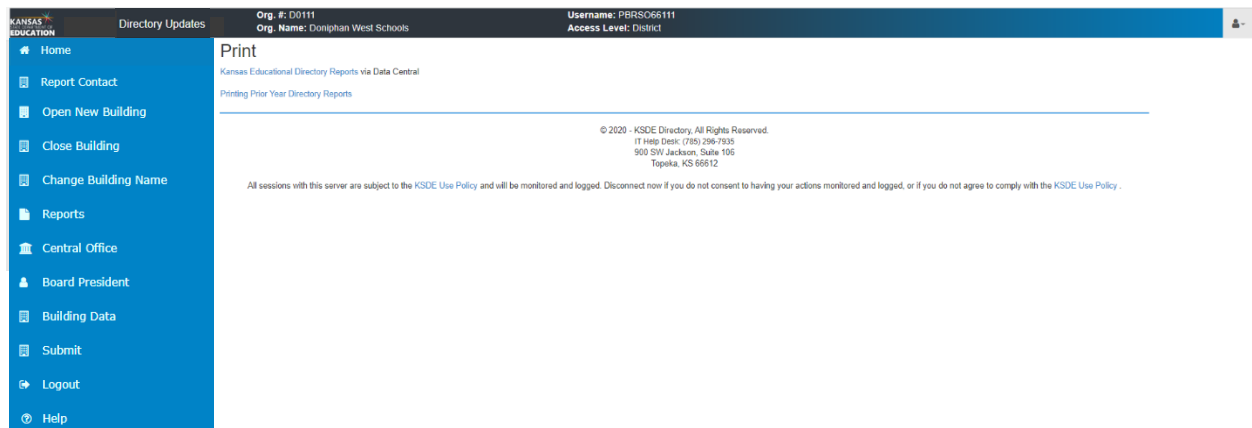 KANSAS
EDUCATION
Directory Updates
Org. #: D0111
Org. Name: Doniphan West Schools
Username: PBRSO66111
Access Level: District
Home
Report Contact
Open New Building
Close Building
Change Building Name
Reports
Central Office
Board President
Building Data
Submit
Logout
Help
Print
Kansas Educational Directory Reports via Data Central
Printing Prior Year Directory Reports
© 2020 - KSDE Directory, All Rights Reserved.
IT Help Desk: (785) 296-7935
900 SW Jackson, Suite 106
Topeka, KS 66612
All sessions with this server are subject to the KSDE Use Policy and will be monitored and logged. Disconnect now if you do not consent to having your actions monitored and logged, or if you do not agree to comply with the KSDE Use Policy .